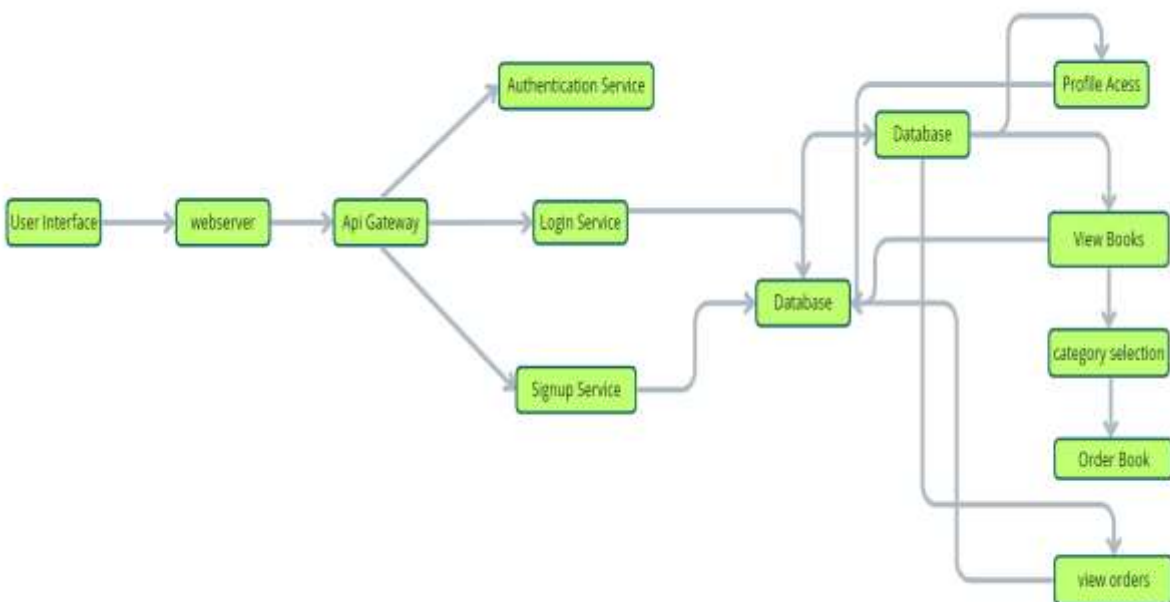 User Interface
webserver
Api Gateway
Authentication Service
Login Service
Signup Service
Database
Database
Profile Acess
View Books
category selection
Order Book
view orders